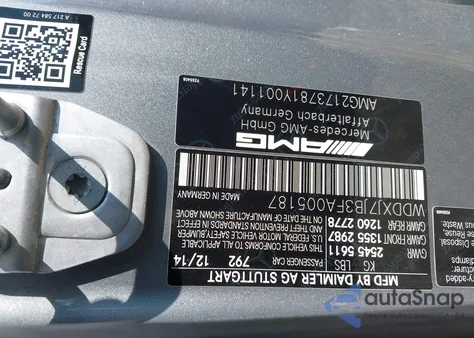 A 217 584 72 00
Rescue Card
MFD BY DAIMLER AG STUTTGART
PASSENGER CAR 792 12/14
KG LBS
GVWR 2545 5611
GAWR FRONT 1355 2987
GAWR REAR 1260 2778
THIS VEHICLE CONFORMS TO ALL APPLICABLE
U.S. FEDERAL MOTOR VEHICLE SAFETY, BUMPER,
AND THEFT PREVENTION STANDARDS IN EFFECT
ON THE DATE OF MANUFACTURE SHOWN ABOVE
WDDXJ7JB3FA005187
MADE IN GERMANY
AMG
Mercedes-AMG GmbH
Affalterbach Germany
AMG2173781Y001141
autoSnap